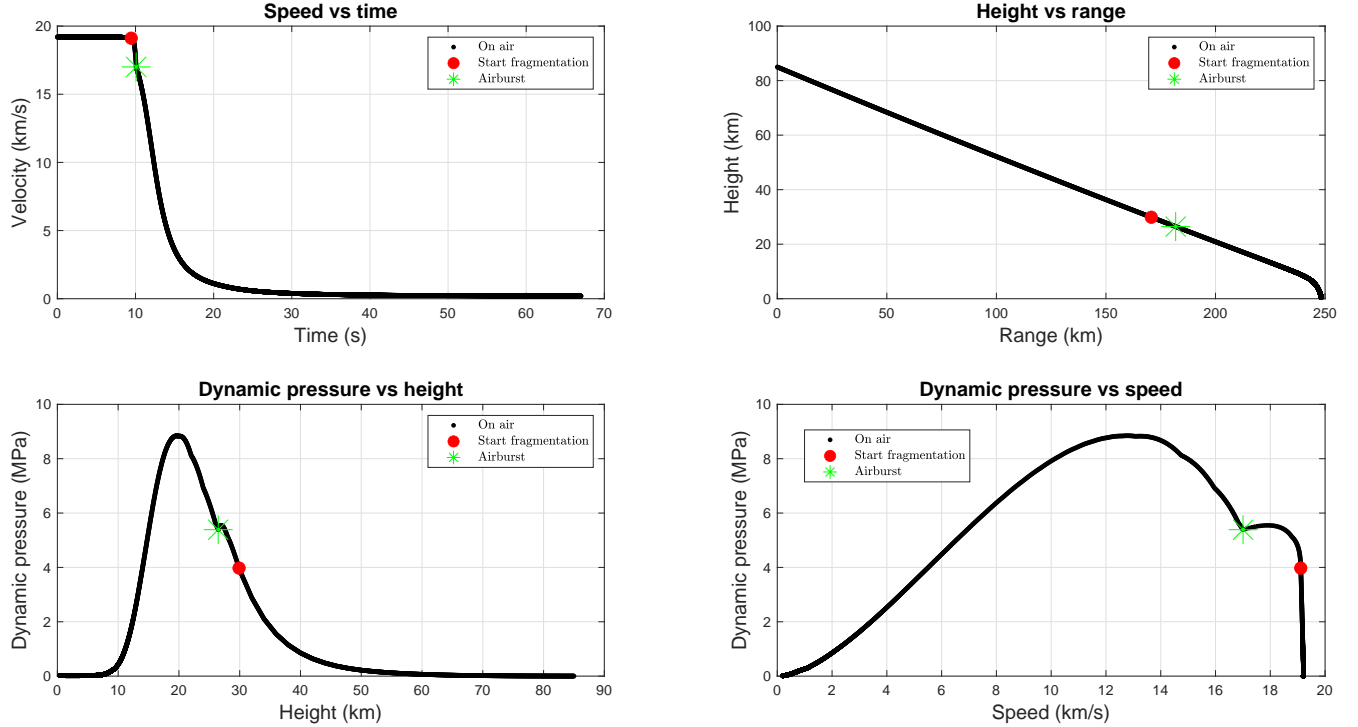 Speed vs time
20
15
10
5
0
0 10 20 30 40 50 60 70
Velocity (km/s)
Time (s)
On air
Start fragmentation
Airburst
Height vs range
100
80
60
40
20
0
0 50 100 150 200 250
Height (km)
Range (km)
On air
Start fragmentation
Airburst
Dynamic pressure vs height
10
8
6
4
2
0
0 10 20 30 40 50 60 70 80 90
Dynamic pressure (MPa)
Height (km)
On air
Start fragmentation
Airburst
Dynamic pressure vs speed
10
8
6
4
2
0
0 2 4 6 8 10 12 14 16 18 20
Dynamic pressure (MPa)
Speed (km/s)
On air
Start fragmentation
Airburst